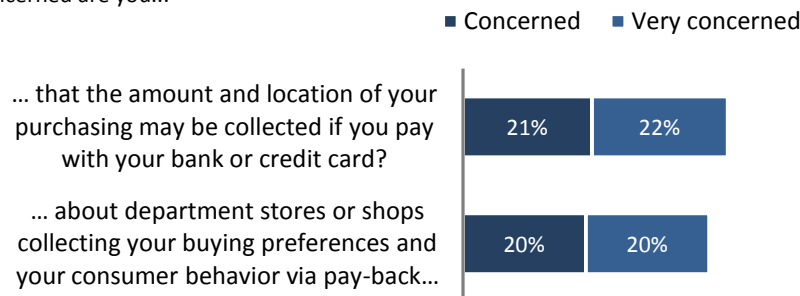 Concerned Very concerned
… that the amount and location of your
purchasing may be collected if you pay
with your bank or credit card?
21% 22%
… about department stores or shops
collecting your buying preferences and
your consumer behavior via pay-back…
20% 20%